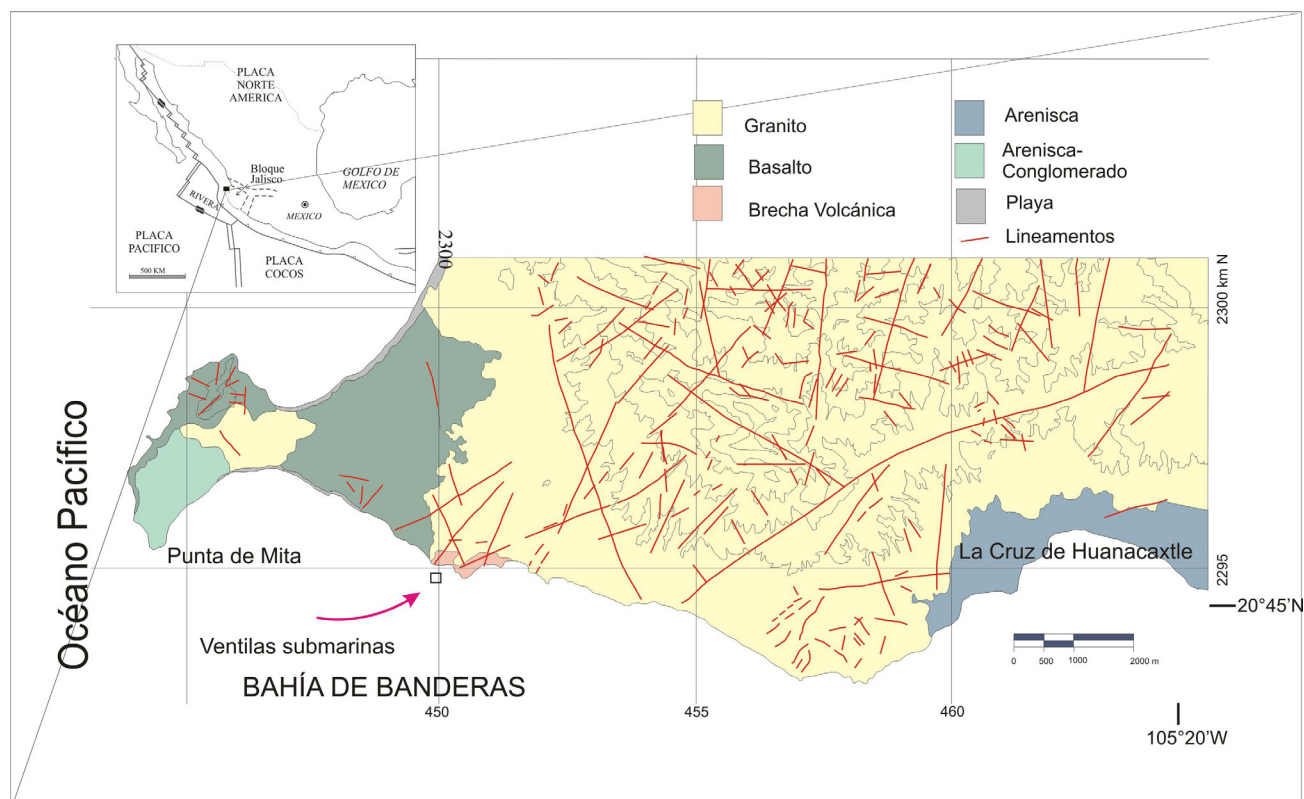 PLACA
NORTE
AMERICA
Bloque
Jalisco
GOLFO DE
MEXICO
RIVERA
MEXICO
PLACA
PACIFICO
PLACA
COCOS
500 KM
Granito
Basalto
Brecha Volcánica
Arenisca
Arenisca-
Conglomerado
Playa
Lineamentos
2300
2300 km N
Océano Pacífico
Punta de Mita
La Cruz de Huanacaxtle
2295
20°45'N
Ventilas submarinas
BAHÍA DE BANDERAS
0 500 1000 2000 m
450
455
460
105°20'W